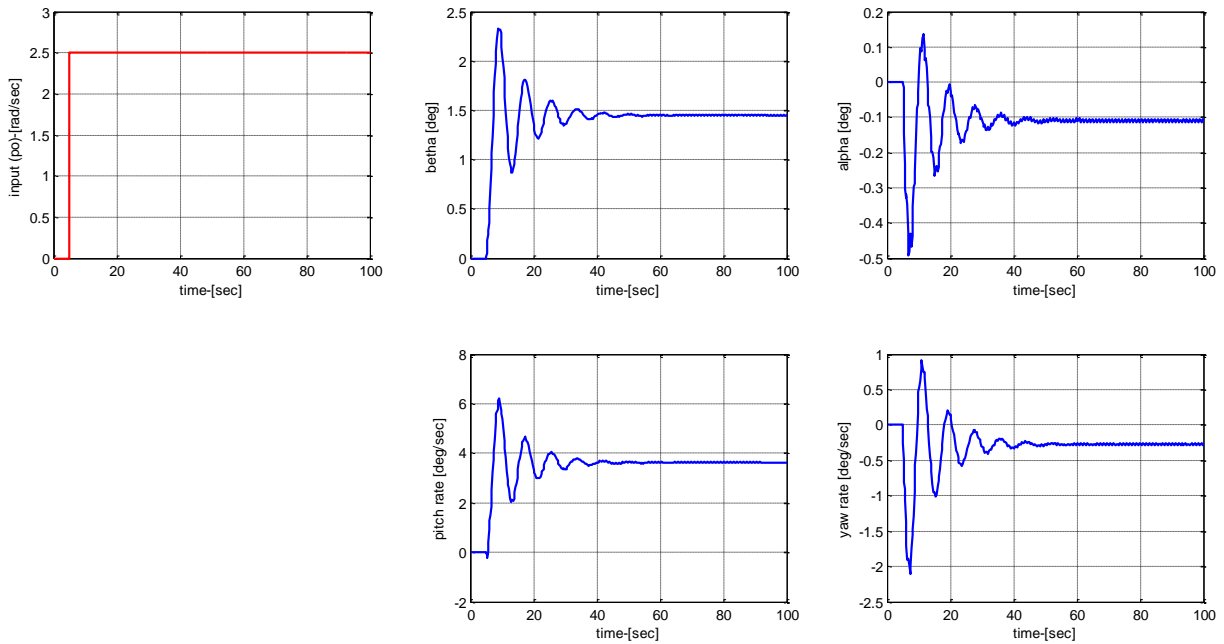 3
2.5
2
1.5
1
0.5
0
0 20 40 60 80 100
input (po)-[rad/sec]
time-[sec]
2.5
2
1.5
1
0.5
0
0 20 40 60 80 100
betha [deg]
time-[sec]
0.2
0.1
0
-0.1
-0.2
-0.3
-0.4
-0.5
0 20 40 60 80 100
alpha [deg]
time-[sec]
8
6
4
2
0
-2
0 20 40 60 80 100
pitch rate [deg/sec]
time-[sec]
1
0.5
0
-0.5
-1
-1.5
-2
-2.5
0 20 40 60 80 100
yaw rate [deg/sec]
time-[sec]